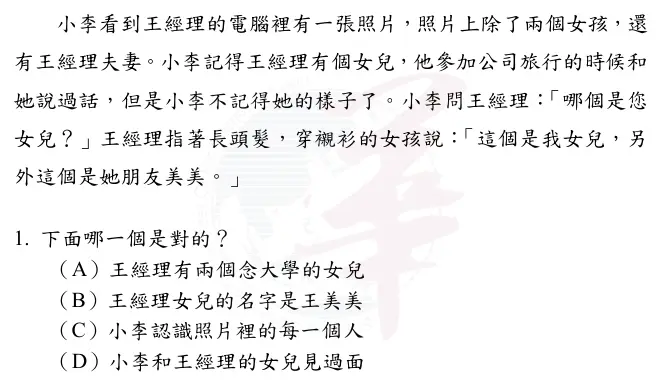 小李看到王經理的電腦裡有一張照片，照片上除了兩個女孩，還
有王經理夫妻。小李記得王經理有個女兒，他參加公司旅行的時候和
她說過話，但是小李不記得她的樣子了。小李問王經理：「哪個是您
女兒？」王經理指著長頭髮，穿襯衫的女孩說：「這個是我女兒，另
外這個是她朋友美美。」
1. 下面哪一個是對的？
（A）王經理有兩個念大學的女兒
（B）王經理女兒的名字是王美美
（C）小李認識照片裡的每一個人
（D）小李和王經理的女兒見過面